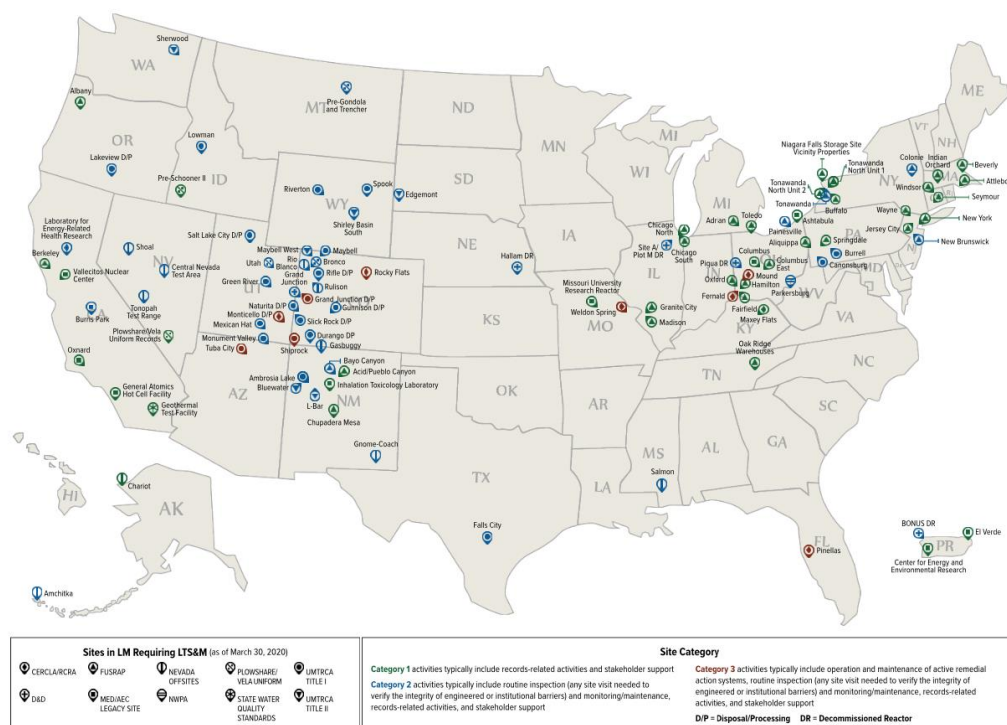 Sherwood
WA
Albany
OR
Lakeview D/P
Lowman
ID
Pre-Schooner II
MT
Pre-Gondola
and Trencher
ND
MN
SD
WI
MI
MI
ME
VT
NH
NY
MA
Niagara Falls Storage Site
Vicinity Properties
Tonawanda
North Unit 1
Tonawanda
North Unit 2
Tonawanda
Buffalo
Colonie
Indian
Orchard
Beverly
Windsor
Seymour
Wayne
New York
Jersey City
New Brunswick
Painesville
Ashtabula
Aliquippa
Springdale
Burrell
Canonsburg
PA
MD
Parkersburg
WV
VA
Riverton
Spook
Edgemont
WY
Shirley Basin
South
Salt Lake City D/P
Maybell West
Maybell
Utah
Rio
Blanco
Bronco
Green River
Grand
Junction
Rifle D/P
Rocky Flats
Rulison
UT
Grand Junction D/P
Gunnison D/P
Naturita D/P
Monticello D/P
Slick Rock D/P
Mexican Hat
Durango DP
Monument Valley
Gasbuggy
Tuba City
Shiprock
Laboratory for
Energy-Related
Health Research
Berkeley
Vallecitos Nuclear
Center
Shoal
NV
Central Nevada
Test Area
Tonopah
Test Range
Burris Park
Plowshare/Vela
Uniform Records
Oxnard
General Atomics
Hot Cell Facility
Geothermal
Test Facility
AZ
Bayo Canyon
Acid/Pueblo Canyon
Ambrosia Lake
Inhalation Toxicology Laboratory
Bluewater
L-Bar
NM
Chupadera Mesa
Gnome-Coach
NE
Hallam DR
IA
KS
OK
TX
Falls City
Chicago
North
Site A/
Plot M DR
Chicago
South
IL
IN
Adrian
Toledo
Columbus
Piqua DR
Columbus
East
Oxford
Mound
Hamilton
Fernald
Fairfield
Maxey Flats
KY
Missouri University
Research Reactor
Weldon Spring
MO
Granite City
Madison
Oak Ridge
Warehouses
TN
NC
SC
AR
MS
AL
GA
LA
Salmon
FL
Pinellas
HI
Chariot
AK
Amchitka
BONUS DR
El Verde
PR
Center for Energy and
Environmental Research
Sites in LM Requiring LTS&M (as of March 30, 2020)
CERCLA/RCRA
FUSRAP
NEVADA
OFFSITES
PLOWSHARE/
VELA UNIFORM
UMTRCA
TITLE I
D&D
MED/AEC
LEGACY SITE
NWPA
STATE WATER
QUALITY
STANDARDS
UMTRCA
TITLE II
Site Category
Category 1 activities typically include records-related activities and stakeholder support
Category 2 activities typically include routine inspection (any site visit needed to
verify the integrity of engineered or institutional barriers) and monitoring/maintenance,
records-related activities, and stakeholder support
Category 3 activities typically include operation and maintenance of active remedial
action systems, routine inspection (any site visit needed to verify the integrity of
engineered or institutional barriers) and monitoring/maintenance, records-related
activities, and stakeholder support
D/P = Disposal/Processing DR = Decommissioned Reactor